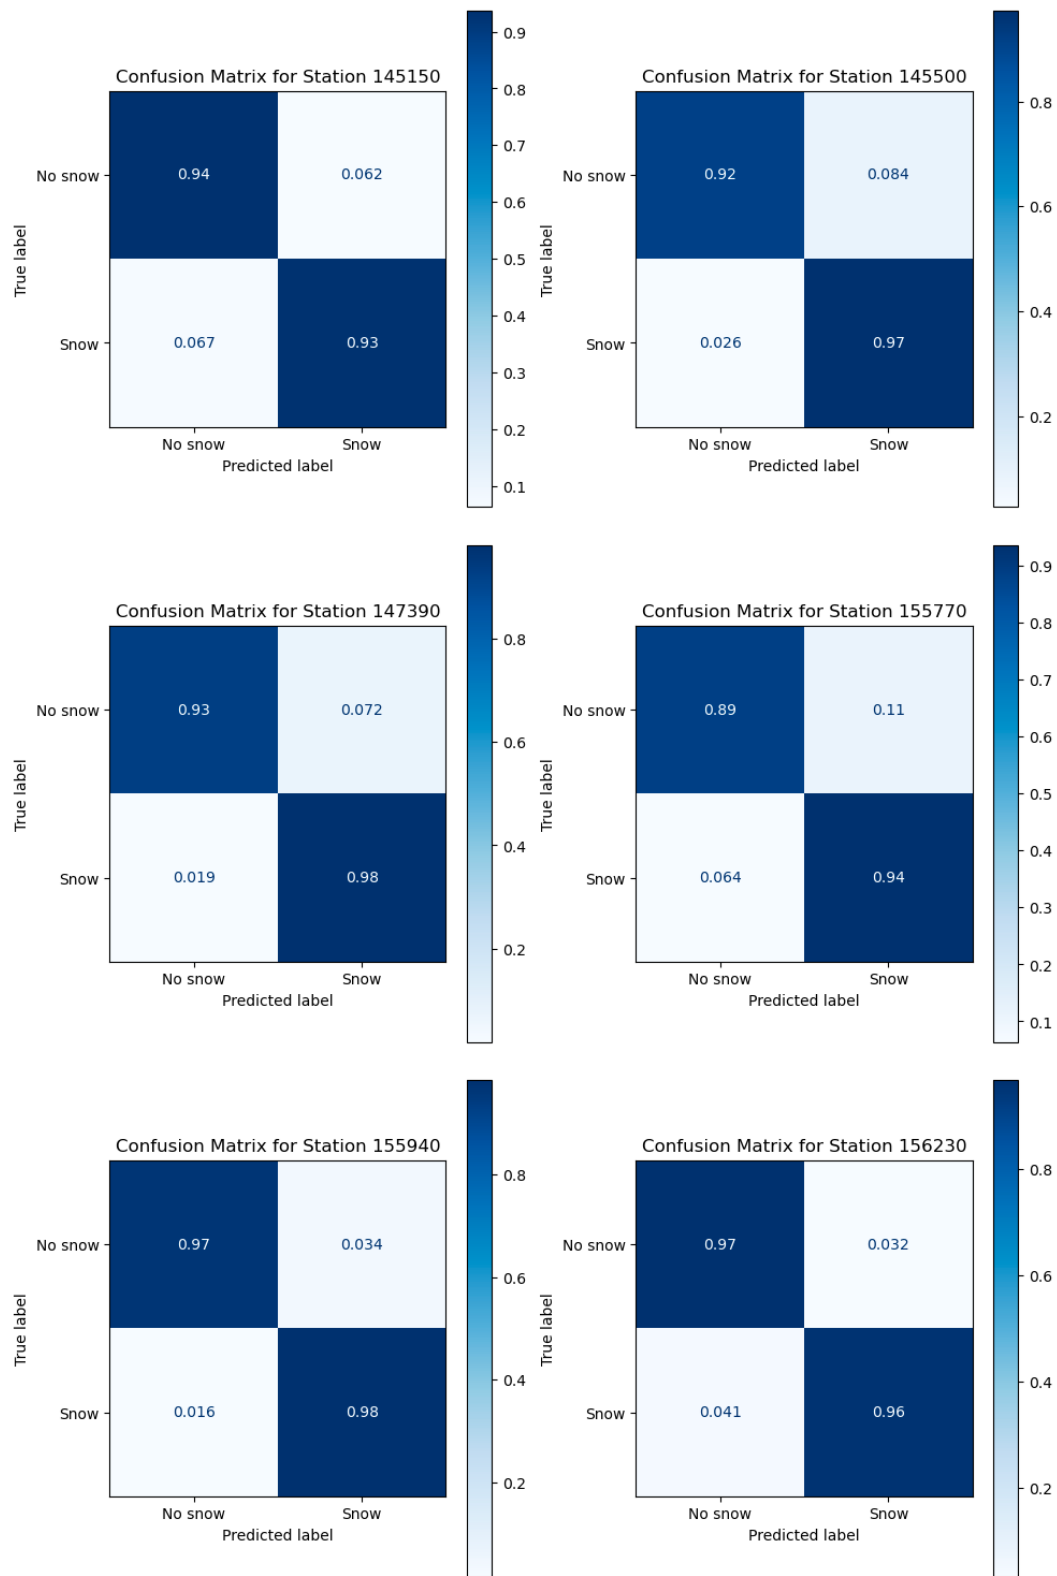 Confusion Matrix for Station 145150
No snow
Snow
True label
0.94
0.062
0.067
0.93
No snow
Snow
Predicted label
0.9
0.8
0.7
0.6
0.5
0.4
0.3
0.2
0.1
Confusion Matrix for Station 145500
No snow
Snow
True label
0.92
0.084
0.026
0.97
No snow
Snow
Predicted label
0.8
0.6
0.4
0.2
Confusion Matrix for Station 147390
No snow
Snow
True label
0.93
0.072
0.019
0.98
No snow
Snow
Predicted label
0.8
0.6
0.4
0.2
Confusion Matrix for Station 155770
No snow
Snow
True label
0.89
0.11
0.064
0.94
No snow
Snow
Predicted label
0.9
0.8
0.7
0.6
0.5
0.4
0.3
0.2
0.1
Confusion Matrix for Station 155940
No snow
Snow
True label
0.97
0.034
0.016
0.98
No snow
Snow
Predicted label
0.8
0.6
0.4
0.2
Confusion Matrix for Station 156230
No snow
Snow
True label
0.97
0.032
0.041
0.96
No snow
Snow
Predicted label
0.8
0.6
0.4
0.2